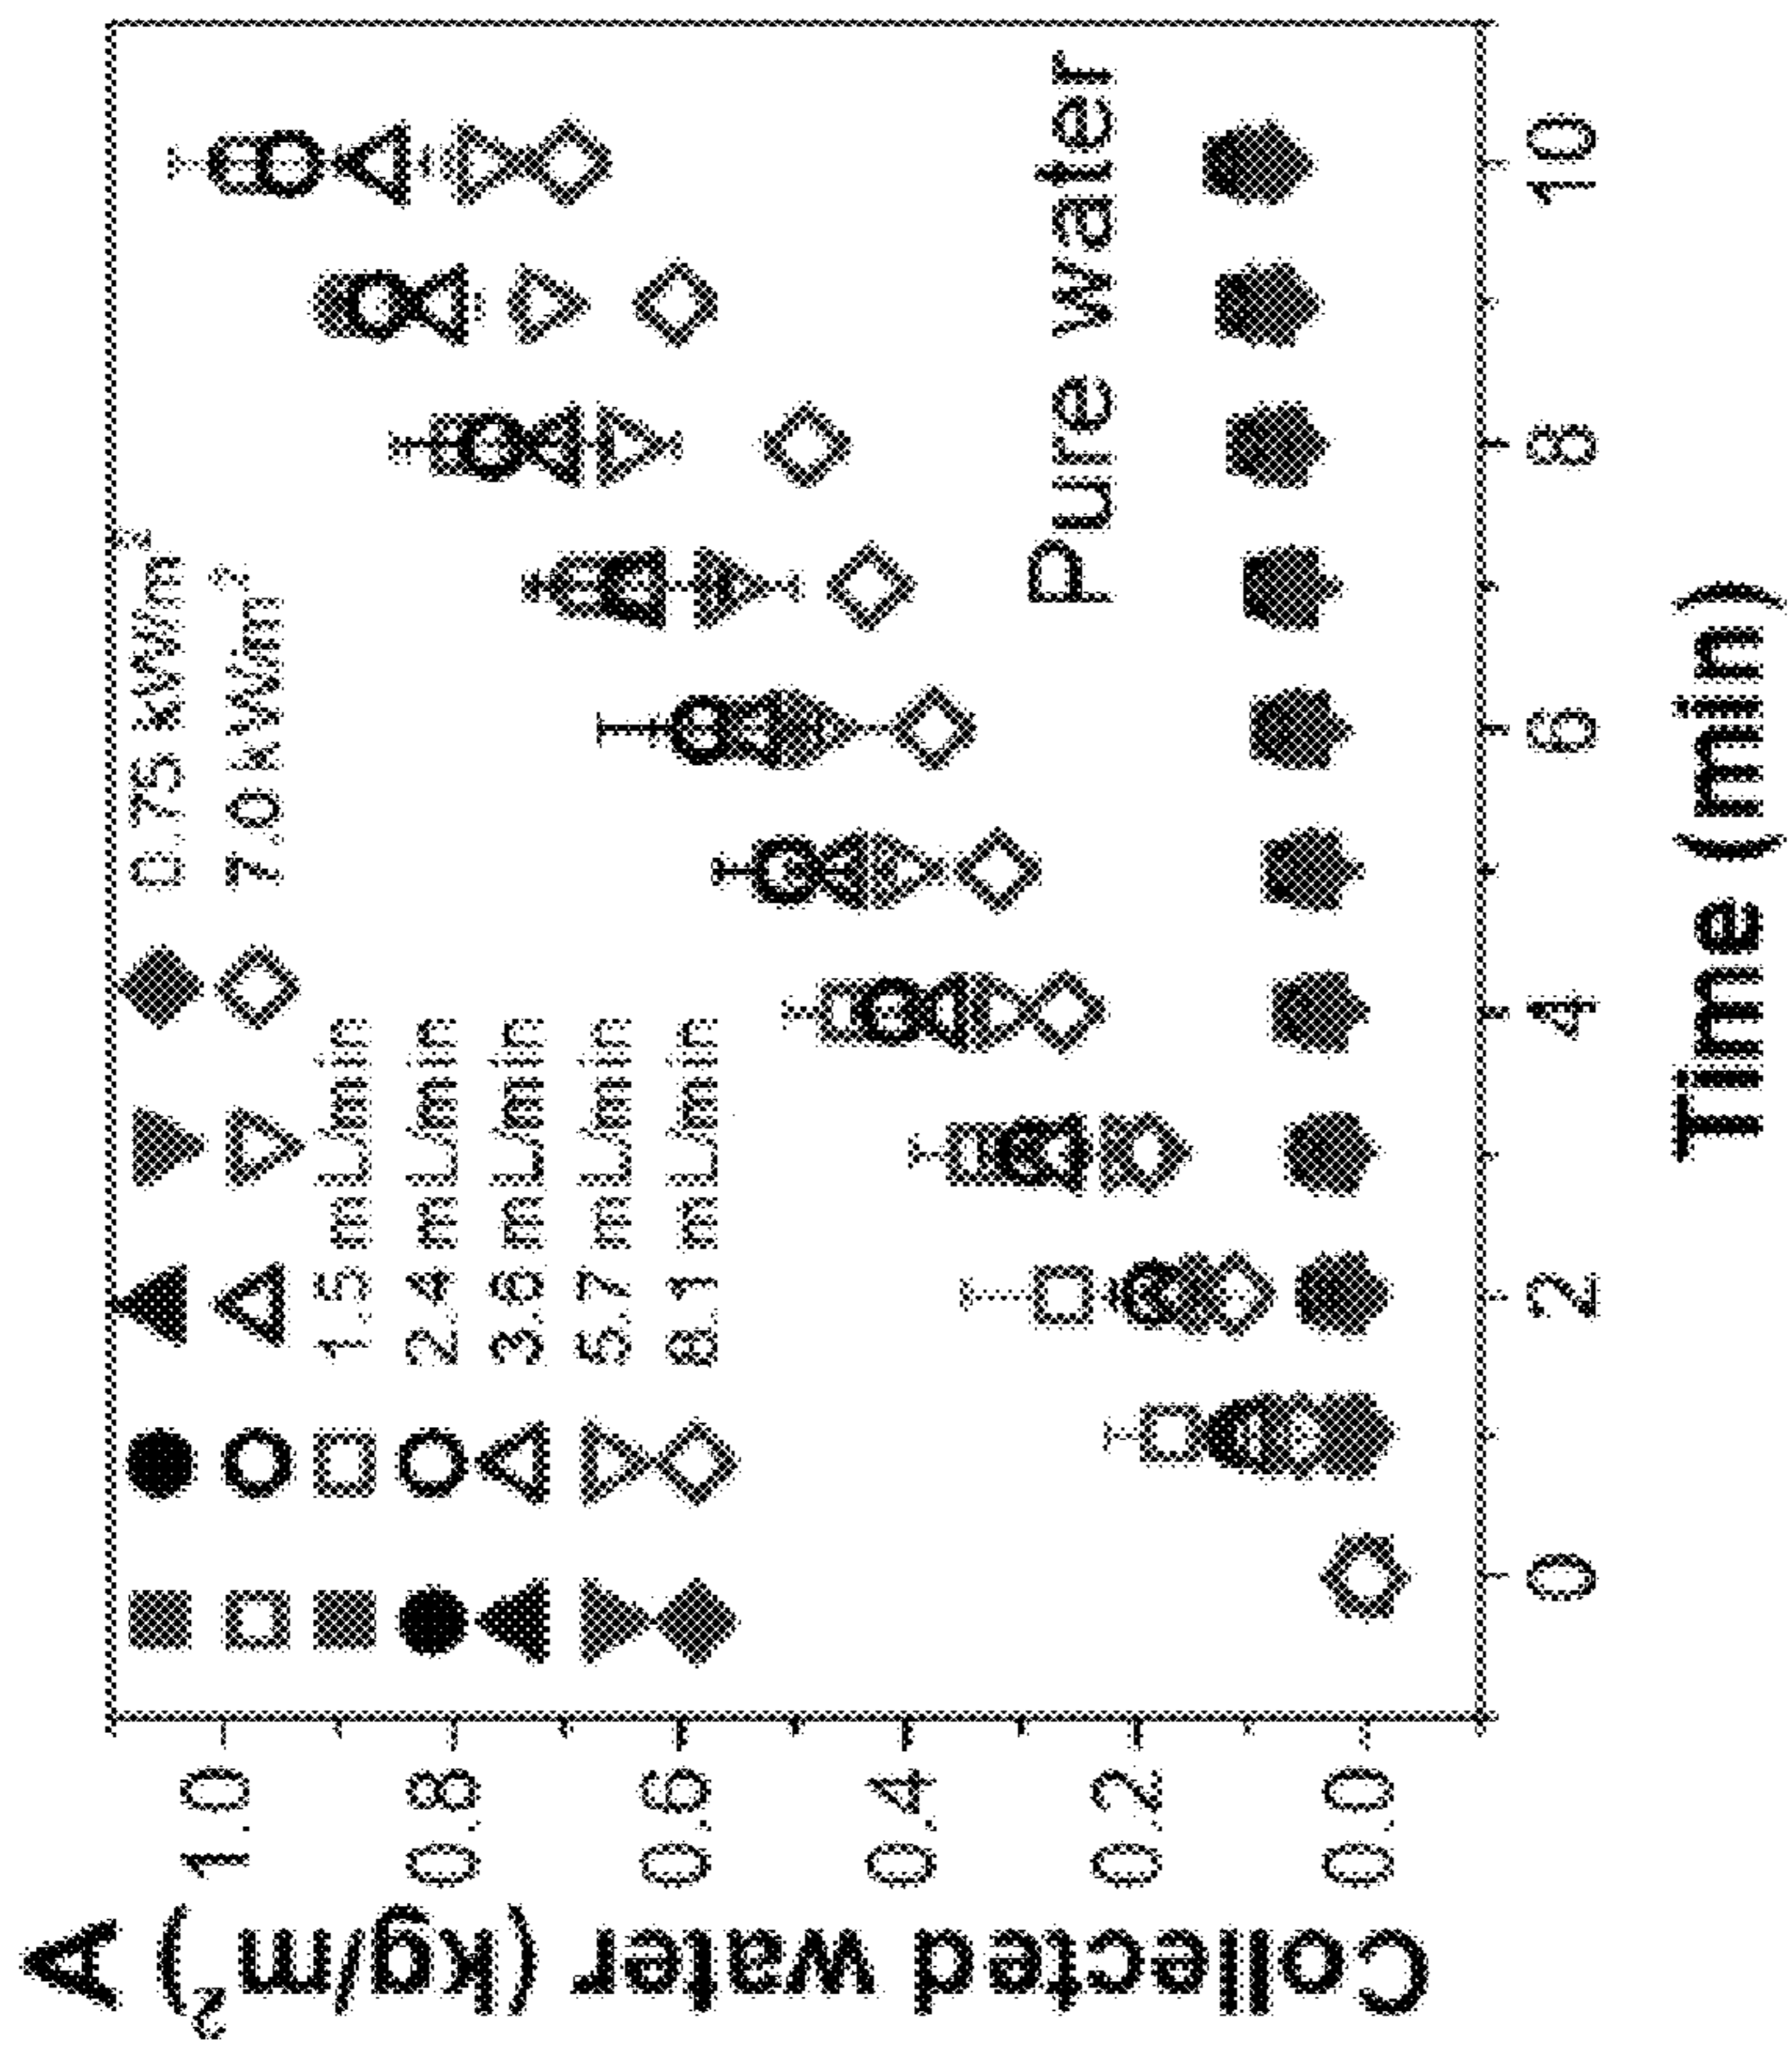 A
0.75 kW/m²
7.0 kW/m²
1.5 mL/min
2.4 mL/min
3.6 mL/min
5.7 mL/min
8.1 mL/min
Pure water
Collected water (kg/m²)
1.0
0.8
0.6
0.4
0.2
0.0
0 2 4 6 8 10
Time (min)